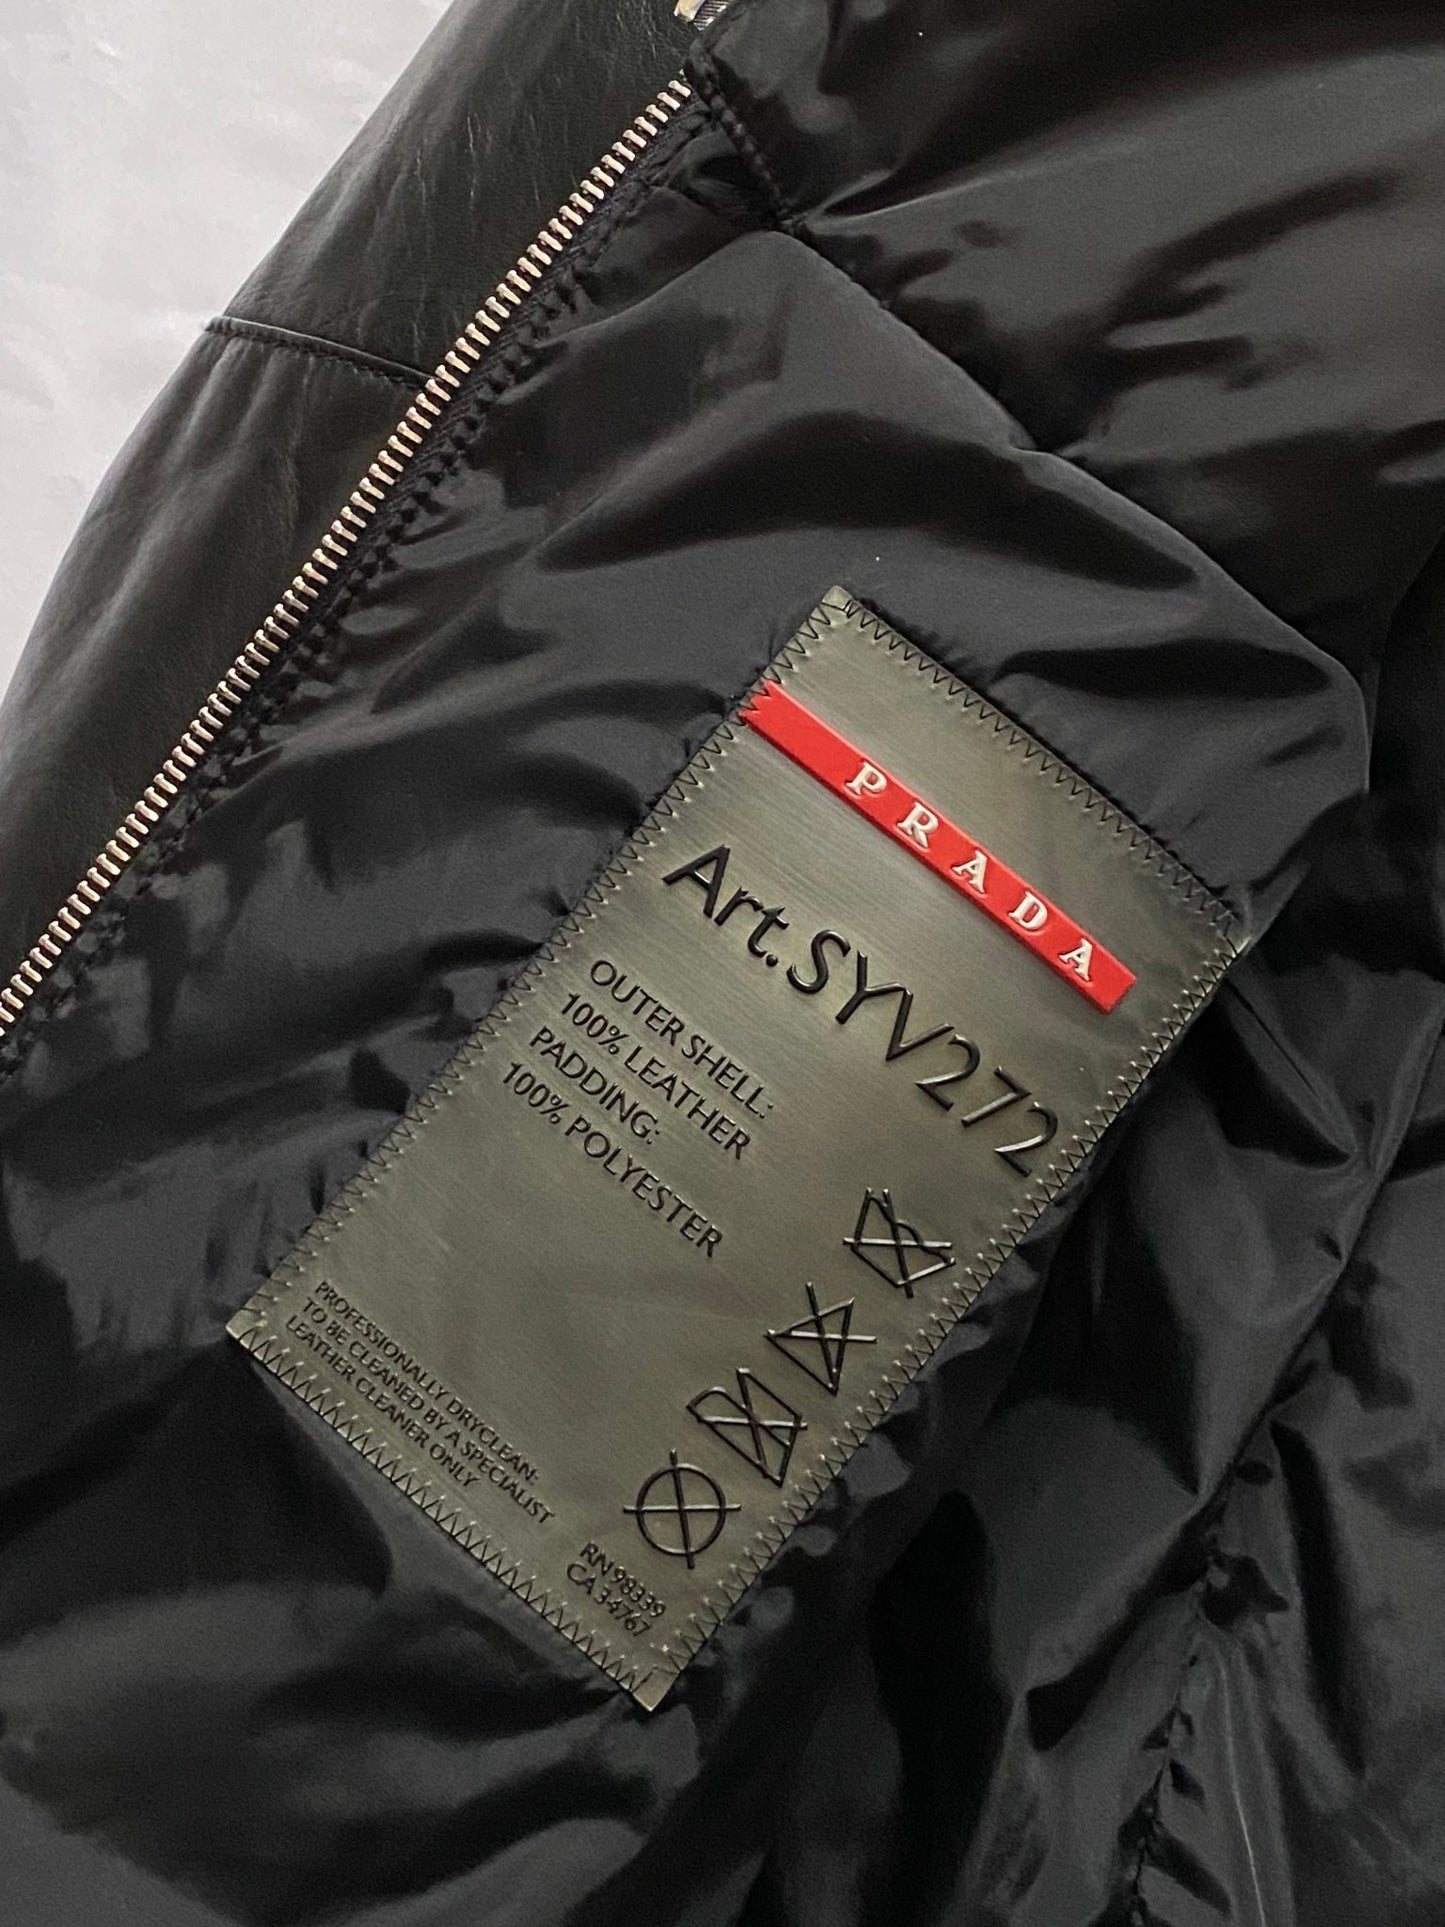 PRADA
Art. SYV272
OUTER SHELL:
100% LEATHER
PADDING:
100% POLYESTER
PROFESSIONALLY DRYCLEAN:
TO BE CLEANED BY A SPECIALIST
LEATHER CLEANER ONLY
RN 98339
CA 34767